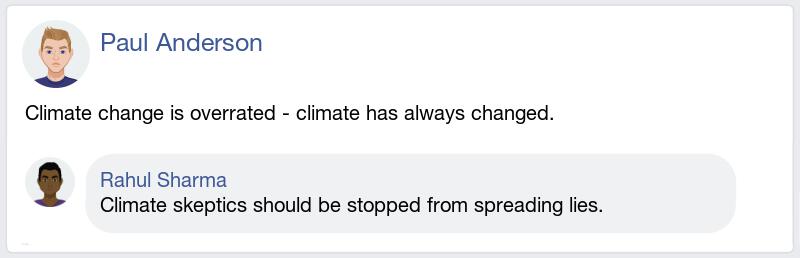 Paul Anderson
Climate change is overrated - climate has always changed.
Rahul Sharma
Climate skeptics should be stopped from spreading lies.